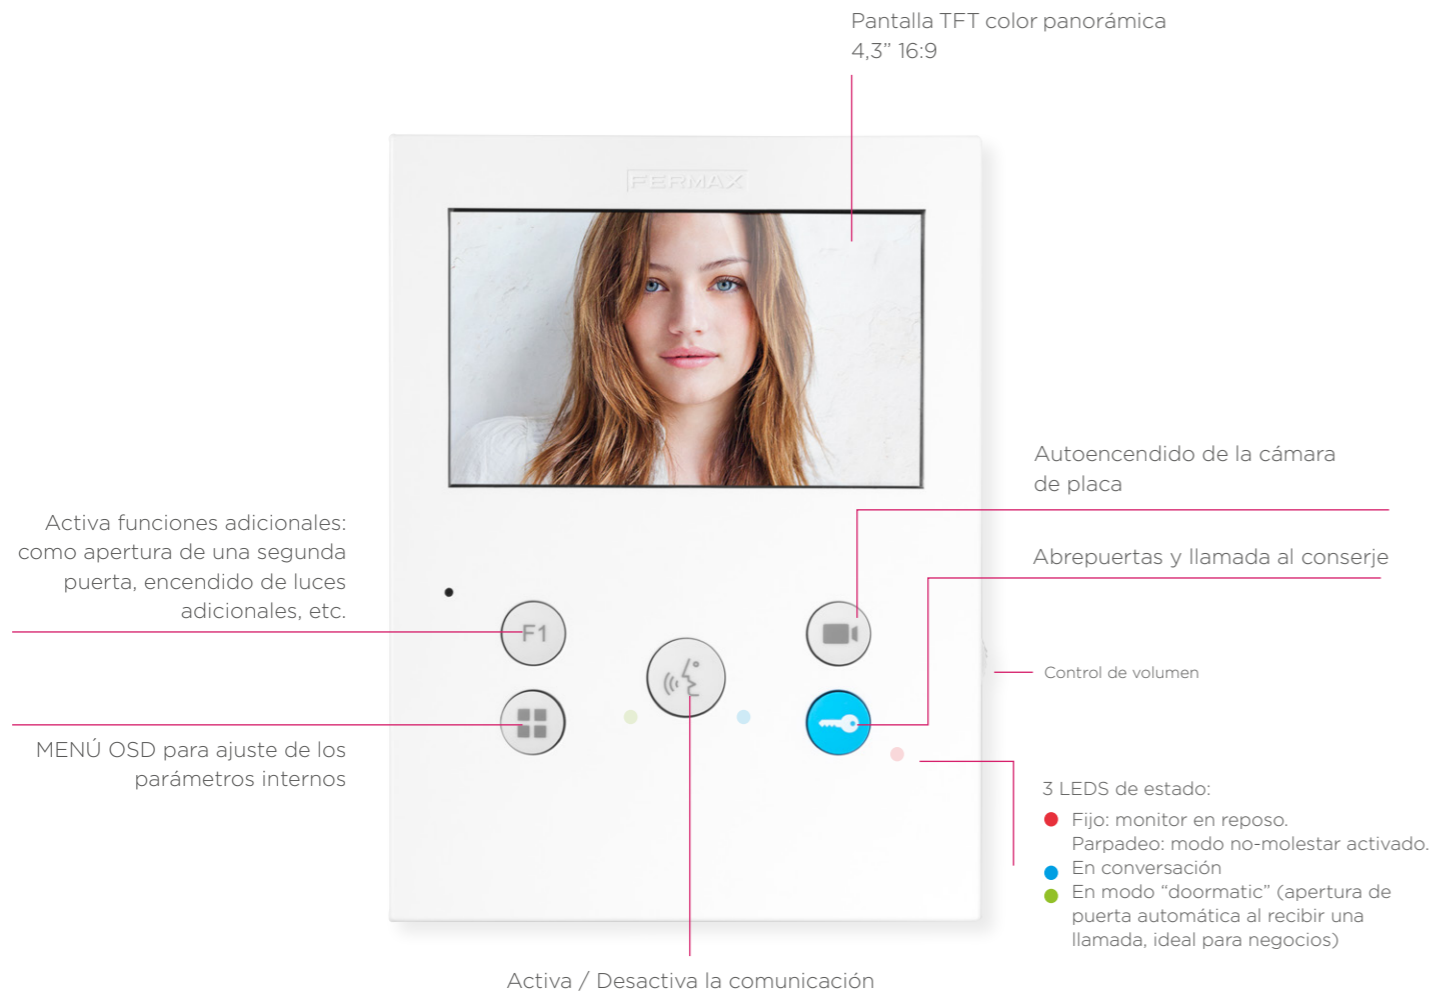 Pantalla TFT color panorámica
4,3” 16:9
FERMAX
Autoencendido de la cámara
de placa
Activa funciones adicionales:
como apertura de una segunda
puerta, encendido de luces
adicionales, etc.
Abrepuertas y llamada al conserje
F1
Control de volumen
MENÚ OSD para ajuste de los
parámetros internos
3 LEDS de estado:
Fijo: monitor en reposo.
Parpadeo: modo no-molestar activado.
En conversación
En modo “doormatic” (apertura de
puerta automática al recibir una
llamada, ideal para negocios)
Activa / Desactiva la comunicación